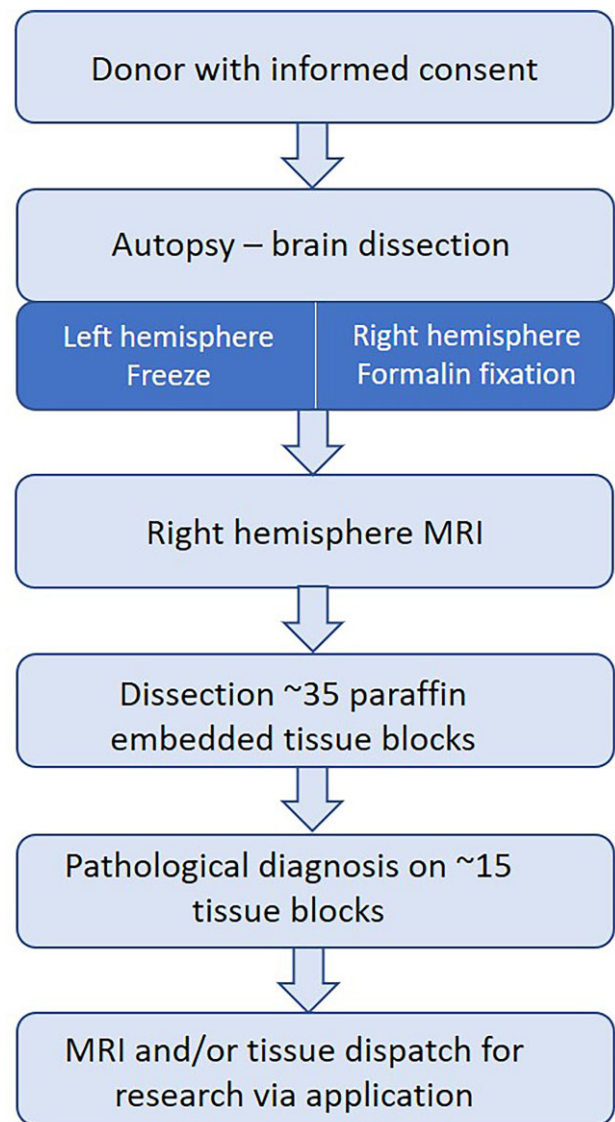 Donor with informed consent
Autopsy – brain dissection
Left hemisphere
Freeze
Right hemisphere
Formalin fixation
Right hemisphere MRI
Dissection ~35 paraffin
embedded tissue blocks
Pathological diagnosis on ~15
tissue blocks
MRI and/or tissue dispatch for
research via application